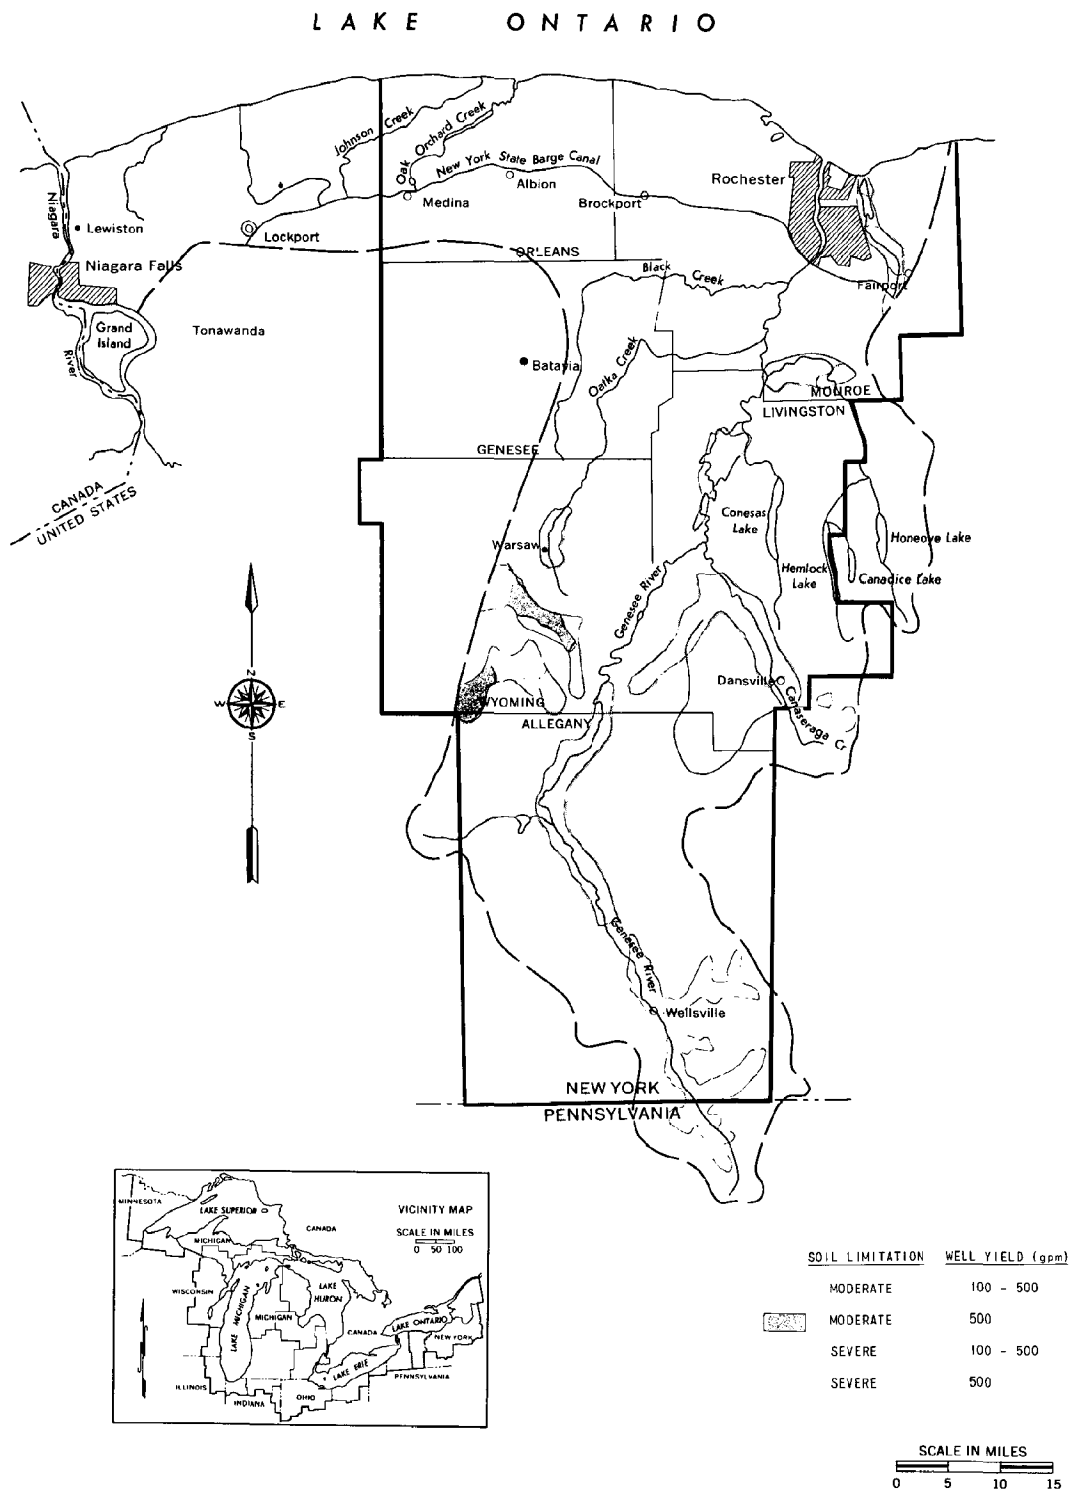 LAKE ONTARIO
Johnson Creek
Oak Orchard Creek
New York State Barge Canal
Albion
Medina
Brockport
Rochester
Niagara
River
Lewiston
Lockport
Niagara Falls
ORLEANS
Black Creek
Fairport
Grand
Island
Tonawanda
Batavia
Oatka Creek
MONROE
LIVINGSTON
GENESEE
CANADA
UNITED STATES
Conesas
Lake
Honeoye Lake
Warsaw
Hemlock
Lake
Canadice Lake
Genesee River
N
W E
S
Dansville
Canaseraga Cr
WYOMING
ALLEGANY
Genesee River
Wellsville
NEW YORK
PENNSYLVANIA
MINNESOTA
LAKE SUPERIOR
CANADA
VICINITY MAP
SCALE IN MILES
0 50 100
MICHIGAN
WISCONSIN
LAKE MICHIGAN
LAKE
HURON
MICHIGAN
CANADA
LAKE ONTARIO
NEW YORK
LAKE ERIE
PENNSYLVANIA
ILLINOIS
INDIANA
OHIO
SOIL LIMITATION WELL YIELD (gpm)
MODERATE 100 - 500
MODERATE 500
SEVERE 100 - 500
SEVERE 500
SCALE IN MILES
0 5 10 15